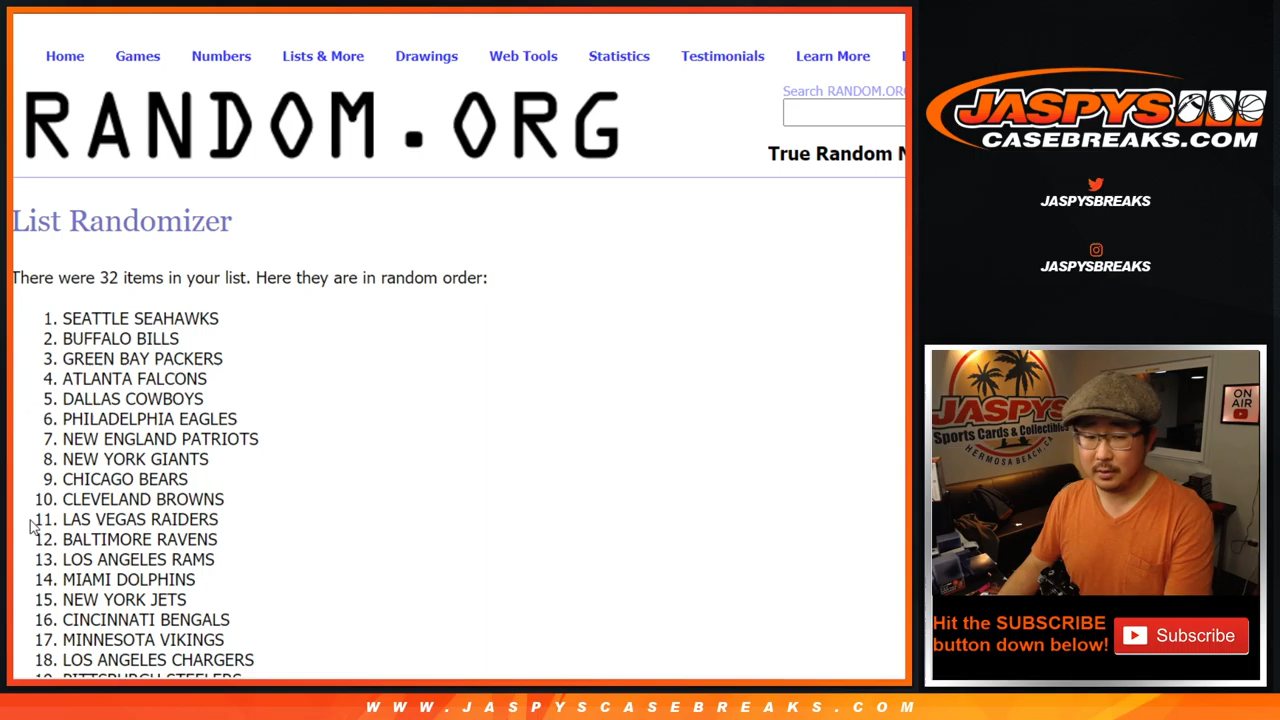 Home Games Numbers Lists & More Drawings Web Tools Statistics Testimonials Learn More
RANDOM.ORG
Search RANDOM.ORG
True Random N
List Randomizer
There were 32 items in your list. Here they are in random order:
1. SEATTLE SEAHAWKS
2. BUFFALO BILLS
3. GREEN BAY PACKERS
4. ATLANTA FALCONS
5. DALLAS COWBOYS
6. PHILADELPHIA EAGLES
7. NEW ENGLAND PATRIOTS
8. NEW YORK GIANTS
9. CHICAGO BEARS
10. CLEVELAND BROWNS
11. LAS VEGAS RAIDERS
12. BALTIMORE RAVENS
13. LOS ANGELES RAMS
14. MIAMI DOLPHINS
15. NEW YORK JETS
16. CINCINNATI BENGALS
17. MINNESOTA VIKINGS
18. LOS ANGELES CHARGERS
19. PITTSBURGH STEELERS
JASPYS
CASEBREAKS.COM
JASPYSBREAKS
JASPYSBREAKS
JASPYS
Sports Cards & Collectibles
HERMOSA BEACH, CA
ON AIR
Hit the SUBSCRIBE
button down below!
Subscribe
WWW.JASPYSCASEBREAKS.COM